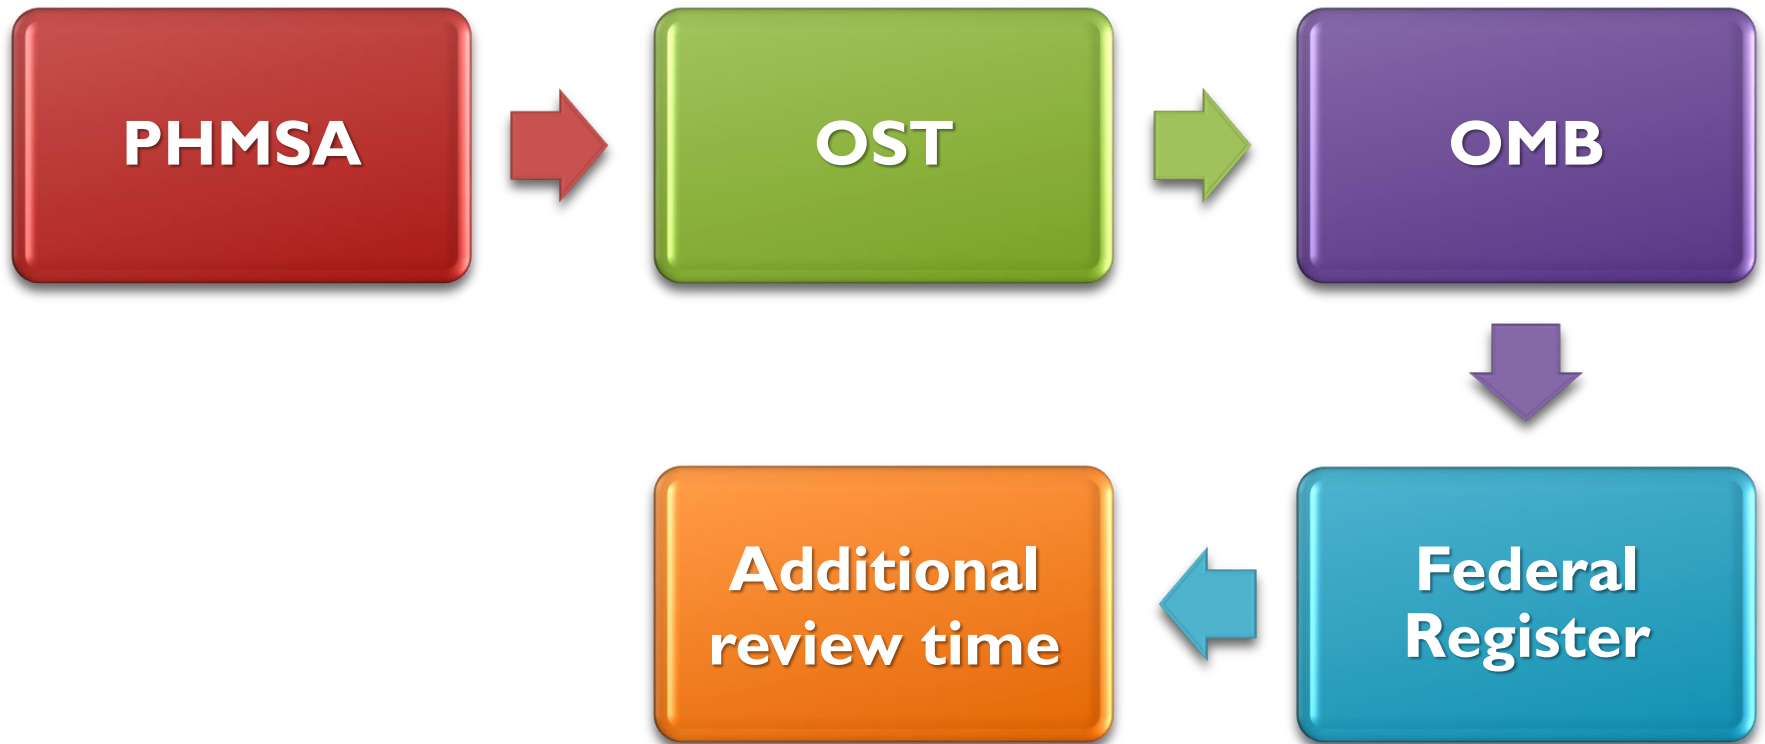 PHMSA
OST
OMB
Additional
review time
Federal
Register